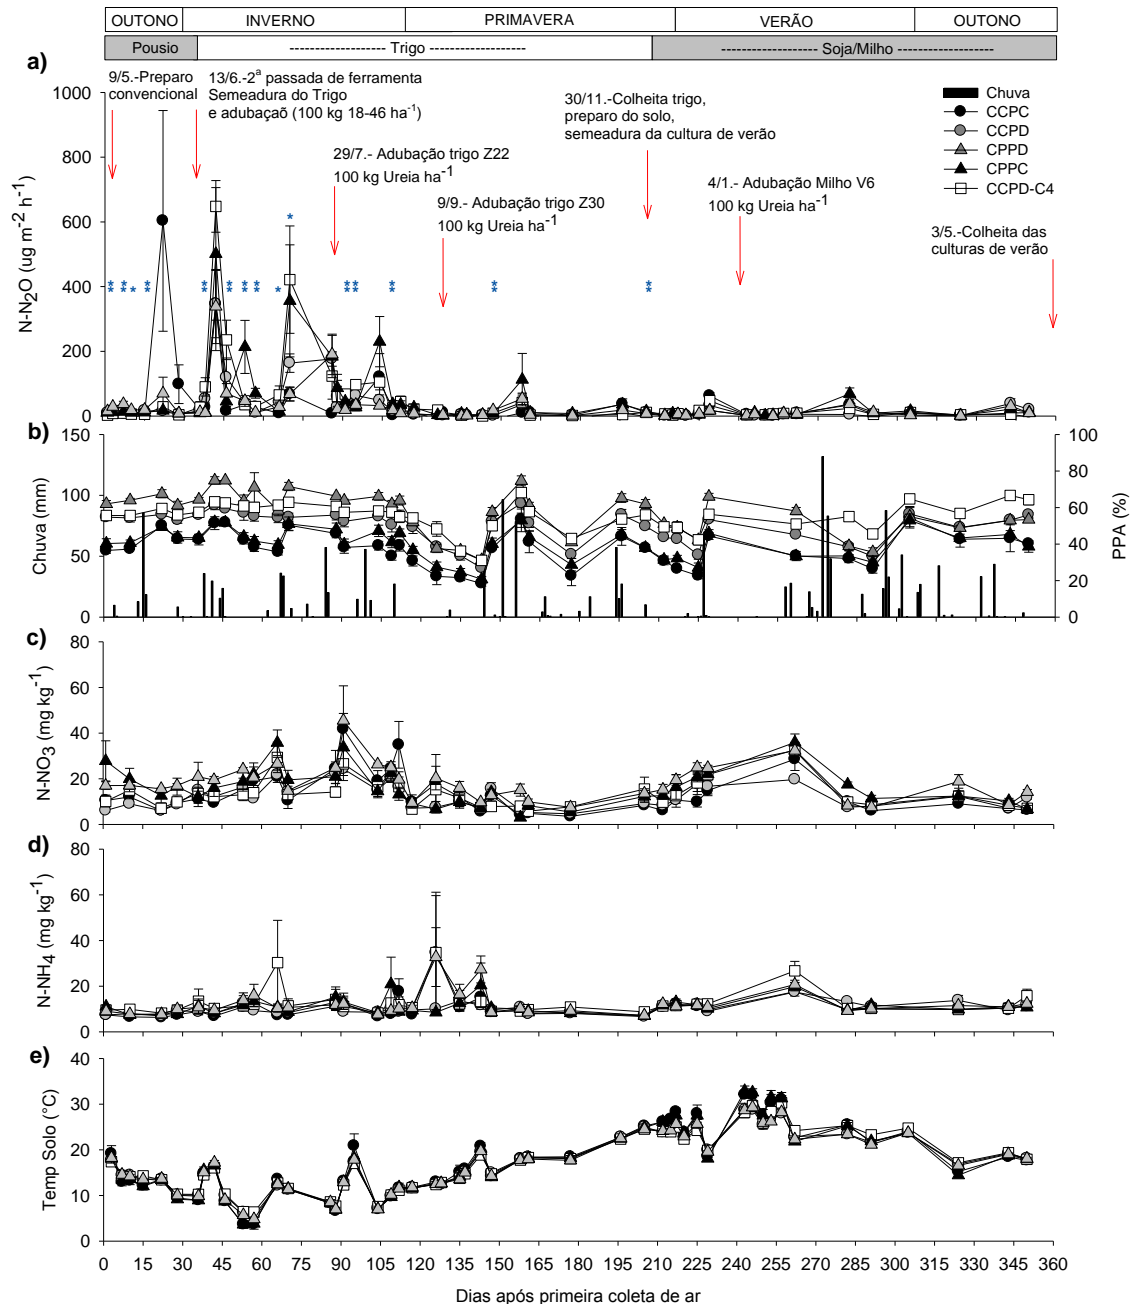 OUTONO INVERNO PRIMAVERA VERÃO OUTONO
Pousio ------------------- Trigo ------------------- ------------------- Soja/Milho -------------------
a)
9/5.-Preparo
convencional
13/6.-2ª passada de ferramenta
Semeadura do Trigo
e adubaçaõ (100 kg 18-46 ha⁻¹)
29/7.- Adubação trigo Z22
100 kg Ureia ha⁻¹
9/9.- Adubação trigo Z30
100 kg Ureia ha⁻¹
30/11.-Colheita trigo,
preparo do solo,
semeadura da cultura de verão
4/1.- Adubação Milho V6
100 kg Ureia ha⁻¹
3/5.-Colheita das
culturas de verão
Chuva
CCPC
CCPD
CPPD
CPPC
CCPD-C4
N-N₂O (ug m⁻² h⁻¹)
1000
800
600
400
200
0
** ** * ** ** ** ** ** * * ** ** ** ** **
b)
Chuva (mm)
150
100
50
0
PPA (%)
100
80
60
40
20
0
c)
N-NO₃ (mg kg⁻¹)
80
60
40
20
0
d)
N-NH₄ (mg kg⁻¹)
80
60
40
20
0
e)
Temp Solo (°C)
40
30
20
10
0
0 15 30 45 60 75 90 105 120 135 150 165 180 195 210 225 240 255 270 285 300 315 330 345 360
Dias após primeira coleta de ar